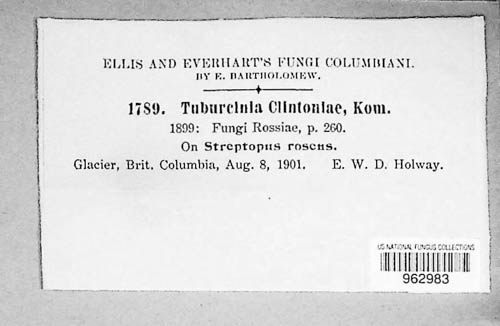 ELLIS AND EVERHART'S FUNGI COLUMBIANI.
BY E. BARTHOLOMEW.
1789. Tuburcinia Clintoniae, Kom.
1899: Fungi Rossiae, p. 260.
On Streptopus roseus.
Glacier, Brit. Columbia, Aug. 8, 1901. E. W. D. Holway.
US NATIONAL FUNGUS COLLECTIONS
962983